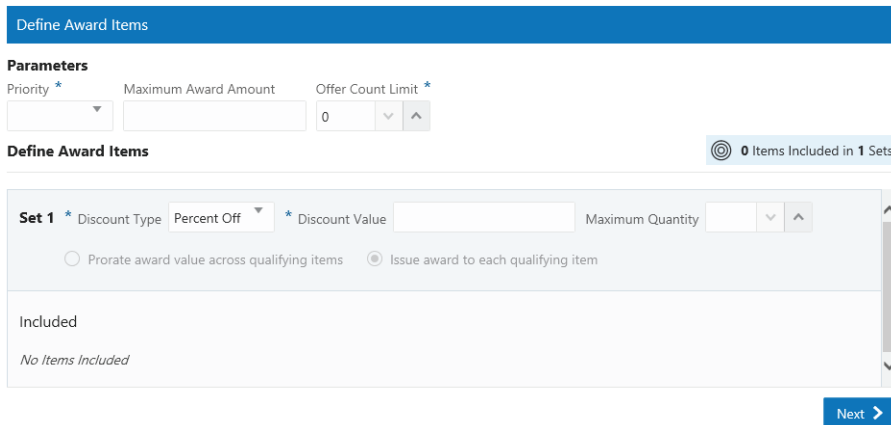 Define Award Items
Parameters
Priority * Maximum Award Amount Offer Count Limit *
0
Define Award Items 0 Items Included in 1 Sets
Set 1 * Discount Type Percent Off * Discount Value Maximum Quantity
Prorate award value across qualifying items Issue award to each qualifying item
Included
No Items Included
Next